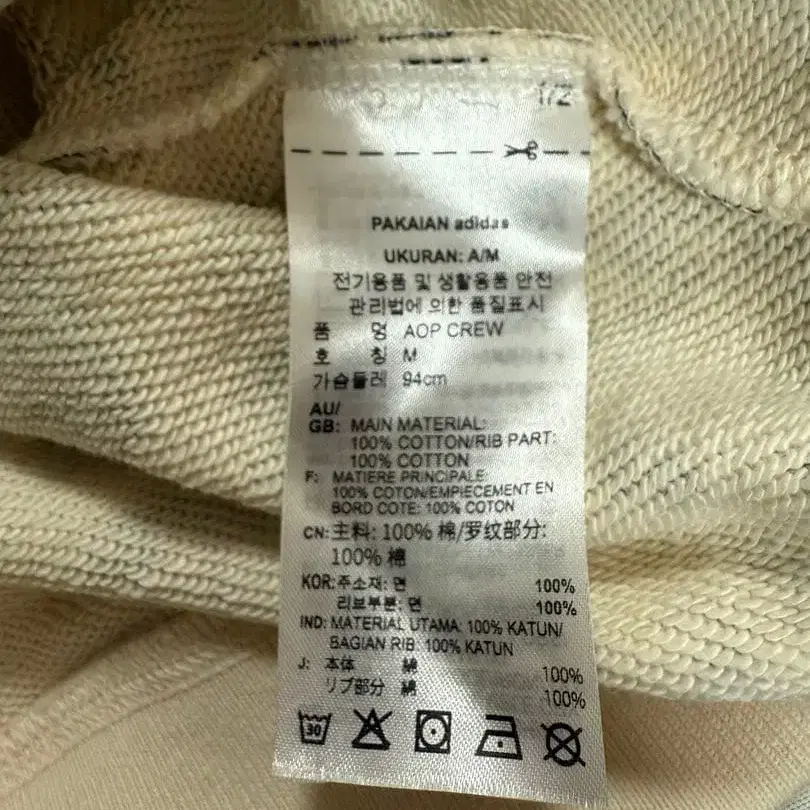 1/2
PAKAIAN adidas
UKURAN: A/M
전기용품 및 생활용품 안전
관리법에 의한 품질표시
품 명 AOP CREW
호 칭 M
가슴둘레 94cm
AU/
GB: MAIN MATERIAL:
100% COTTON/RIB PART:
100% COTTON
F: MATIERE PRINCIPALE:
100% COTON/EMPIECEMENT EN
BORD COTE: 100% COTON
CN: 主料: 100% 棉/罗纹部分:
100% 棉
KOR: 주소재: 면 100%
리브부분: 면 100%
IND: MATERIAL UTAMA: 100% KATUN/
BAGIAN RIB: 100% KATUN
J: 本体 綿 100%
リブ部分 綿 100%
30